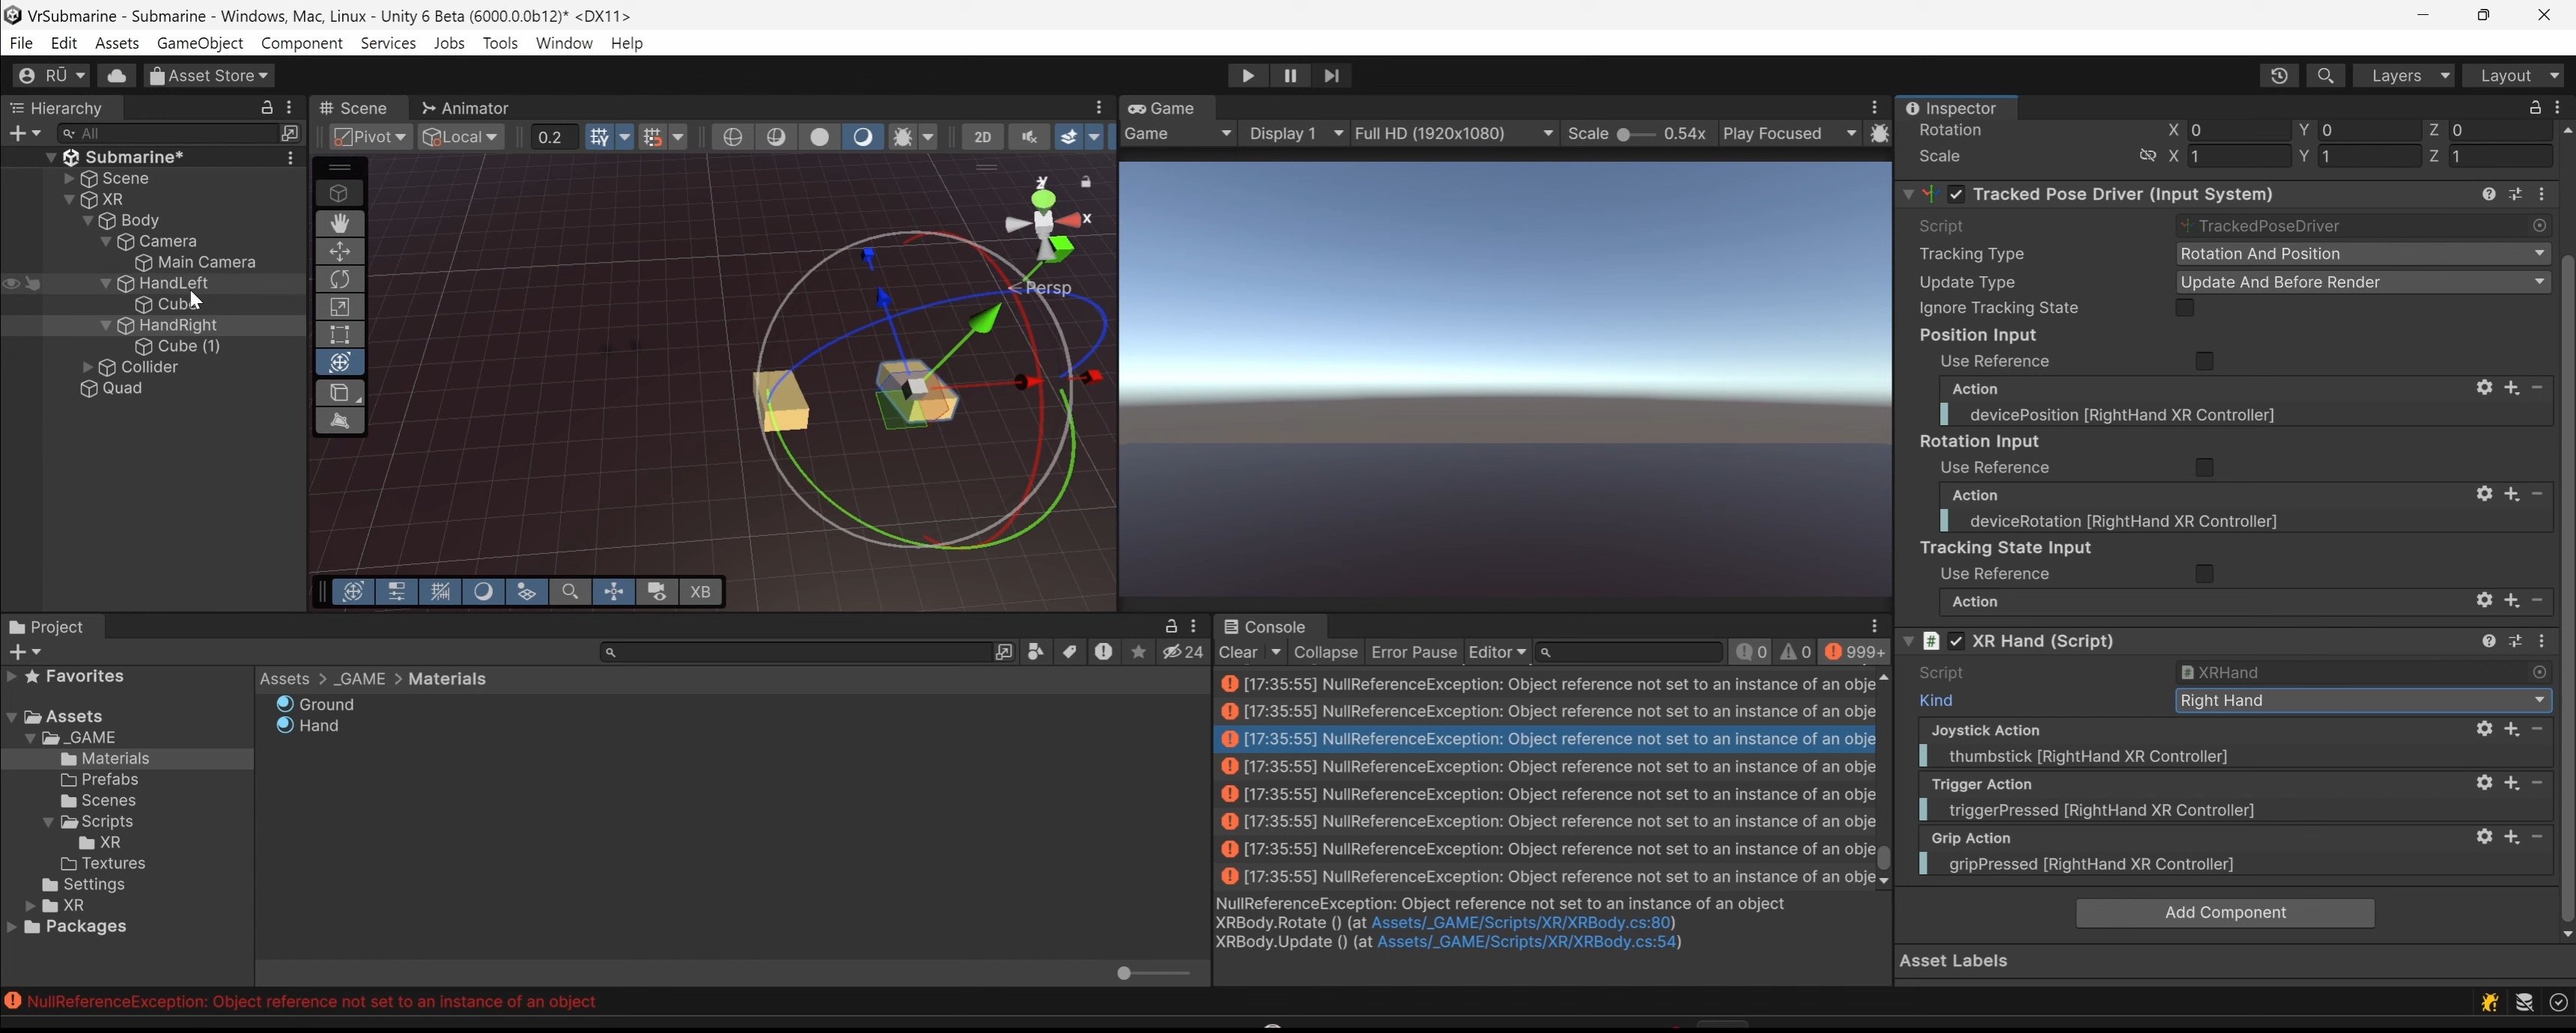 VrSubmarine - Submarine - Windows, Mac, Linux - Unity 6 Beta (6000.0.0b12)* <DX11>
File Edit Assets GameObject Component Services Jobs Tools Window Help
RŪ Asset Store Layers Layout
Hierarchy
All
Submarine*
Scene
XR
Body
Camera
Main Camera
HandLeft
Cube
HandRight
Cube (1)
Collider
Quad
Scene Animator
Pivot Local 0.2 2D
y
x
Persp
XB
Game
Game Display 1 Full HD (1920x1080) Scale 0.54x Play Focused
Inspector
Rotation X 0 Y 0 Z 0
Scale X 1 Y 1 Z 1
Tracked Pose Driver (Input System)
Script TrackedPoseDriver
Tracking Type Rotation And Position
Update Type Update And Before Render
Ignore Tracking State
Position Input
Use Reference
Action
devicePosition [RightHand XR Controller]
Rotation Input
Use Reference
Action
deviceRotation [RightHand XR Controller]
Tracking State Input
Use Reference
Action
XR Hand (Script)
Script XRHand
Kind Right Hand
Joystick Action
thumbstick [RightHand XR Controller]
Trigger Action
triggerPressed [RightHand XR Controller]
Grip Action
gripPressed [RightHand XR Controller]
Add Component
Asset Labels
Project
24
Favorites
Assets
_GAME
Materials
Prefabs
Scenes
Scripts
XR
Textures
Settings
XR
Packages
Assets > _GAME > Materials
Ground
Hand
Console
Clear Collapse Error Pause Editor 0 0 999+
[17:35:55] NullReferenceException: Object reference not set to an instance of an obje
[17:35:55] NullReferenceException: Object reference not set to an instance of an obje
[17:35:55] NullReferenceException: Object reference not set to an instance of an obje
[17:35:55] NullReferenceException: Object reference not set to an instance of an obje
[17:35:55] NullReferenceException: Object reference not set to an instance of an obje
[17:35:55] NullReferenceException: Object reference not set to an instance of an obje
[17:35:55] NullReferenceException: Object reference not set to an instance of an obje
[17:35:55] NullReferenceException: Object reference not set to an instance of an obje
NullReferenceException: Object reference not set to an instance of an object
XRBody.Rotate () (at Assets/_GAME/Scripts/XR/XRBody.cs:80)
XRBody.Update () (at Assets/_GAME/Scripts/XR/XRBody.cs:54)
NullReferenceException: Object reference not set to an instance of an object